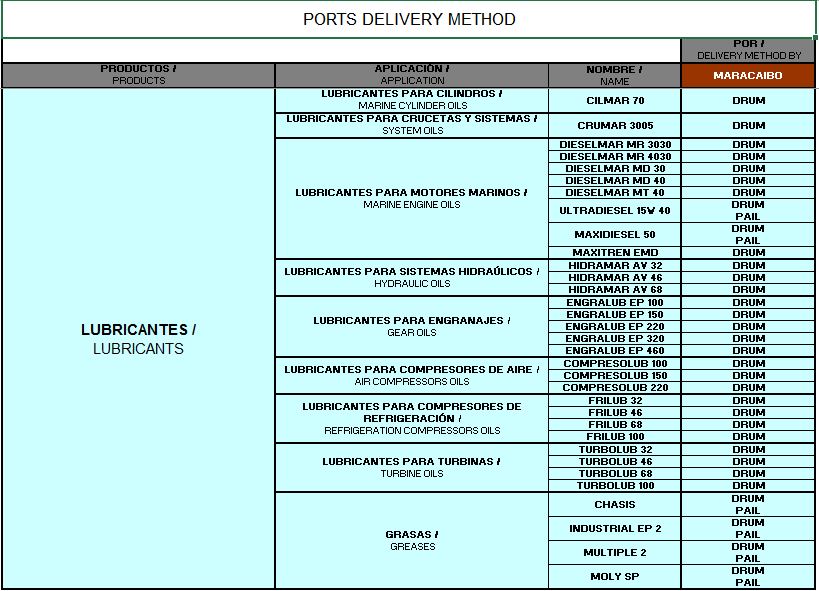 PORTS DELIVERY METHOD
POR /
DELIVERY METHOD BY
PRODUCTOS /
PRODUCTS
APLICACIÓN /
APPLICATION
NOMBRE /
NAME
MARACAIBO
LUBRICANTES /
LUBRICANTS
LUBRICANTES PARA CILINDROS /
MARINE CYLINDER OILS
CILMAR 70 DRUM
LUBRICANTES PARA CRUCETAS Y SISTEMAS /
SYSTEM OILS
CRUMAR 3005 DRUM
LUBRICANTES PARA MOTORES MARINOS /
MARINE ENGINE OILS
DIESELMAR MR 3030 DRUM
DIESELMAR MR 4030 DRUM
DIESELMAR MD 30 DRUM
DIESELMAR MD 40 DRUM
DIESELMAR MT 40 DRUM
ULTRADIESEL 15W 40 DRUM
PAIL
MAXIDIESEL 50 DRUM
PAIL
MAXITREN EMD DRUM
LUBRICANTES PARA SISTEMAS HIDRAÚLICOS /
HYDRAULIC OILS
HIDRAMAR AV 32 DRUM
HIDRAMAR AV 46 DRUM
HIDRAMAR AV 68 DRUM
LUBRICANTES PARA ENGRANAJES /
GEAR OILS
ENGRALUB EP 100 DRUM
ENGRALUB EP 150 DRUM
ENGRALUB EP 220 DRUM
ENGRALUB EP 320 DRUM
ENGRALUB EP 460 DRUM
LUBRICANTES PARA COMPRESORES DE AIRE /
AIR COMPRESSORS OILS
COMPRESOLUB 100 DRUM
COMPRESOLUB 150 DRUM
COMPRESOLUB 220 DRUM
LUBRICANTES PARA COMPRESORES DE
REFRIGERACIÓN /
REFRIGERATION COMPRESSORS OILS
FRILUB 32 DRUM
FRILUB 46 DRUM
FRILUB 68 DRUM
FRILUB 100 DRUM
LUBRICANTES PARA TURBINAS /
TURBINE OILS
TURBOLUB 32 DRUM
TURBOLUB 46 DRUM
TURBOLUB 68 DRUM
TURBOLUB 100 DRUM
GRASAS /
GREASES
CHASIS DRUM
PAIL
INDUSTRIAL EP 2 DRUM
PAIL
MULTIPLE 2 DRUM
PAIL
MOLY SP DRUM
PAIL